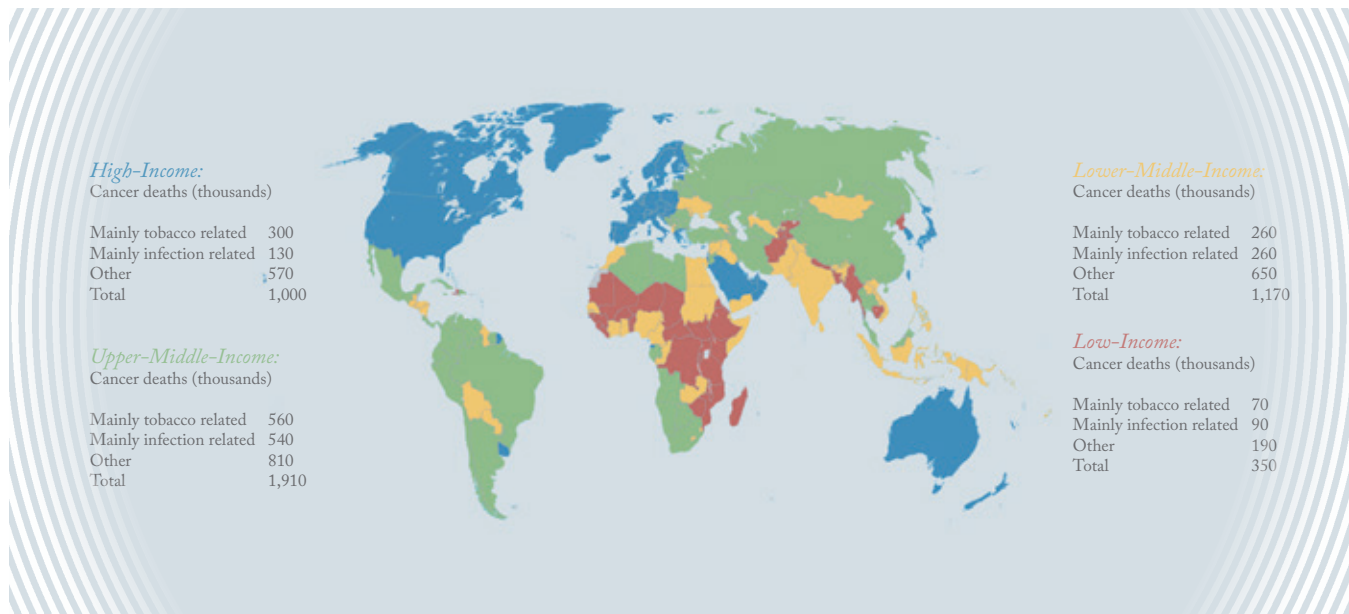 High-Income:
Cancer deaths (thousands)
Mainly tobacco related 300
Mainly infection related 130
Other 570
Total 1,000
Upper-Middle-Income:
Cancer deaths (thousands)
Mainly tobacco related 560
Mainly infection related 540
Other 810
Total 1,910
Lower-Middle-Income:
Cancer deaths (thousands)
Mainly tobacco related 260
Mainly infection related 260
Other 650
Total 1,170
Low-Income:
Cancer deaths (thousands)
Mainly tobacco related 70
Mainly infection related 90
Other 190
Total 350